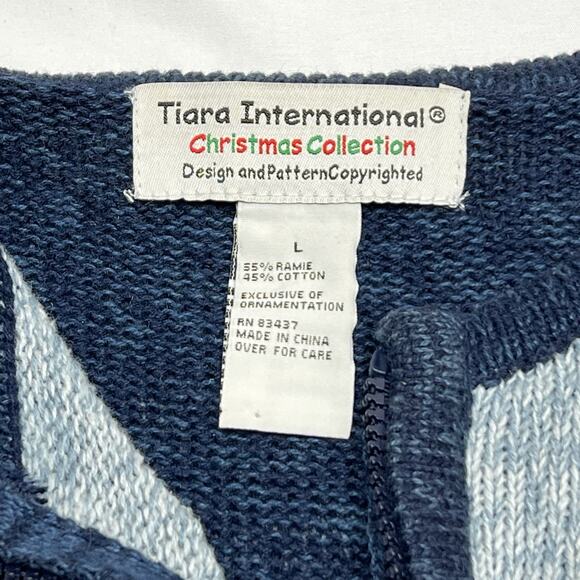 Tiara International®
Christmas Collection
Design and Pattern Copyrighted
L
55% RAMIE
45% COTTON
EXCLUSIVE OF
ORNAMENTATION
RN 83437
MADE IN CHINA
OVER FOR CARE